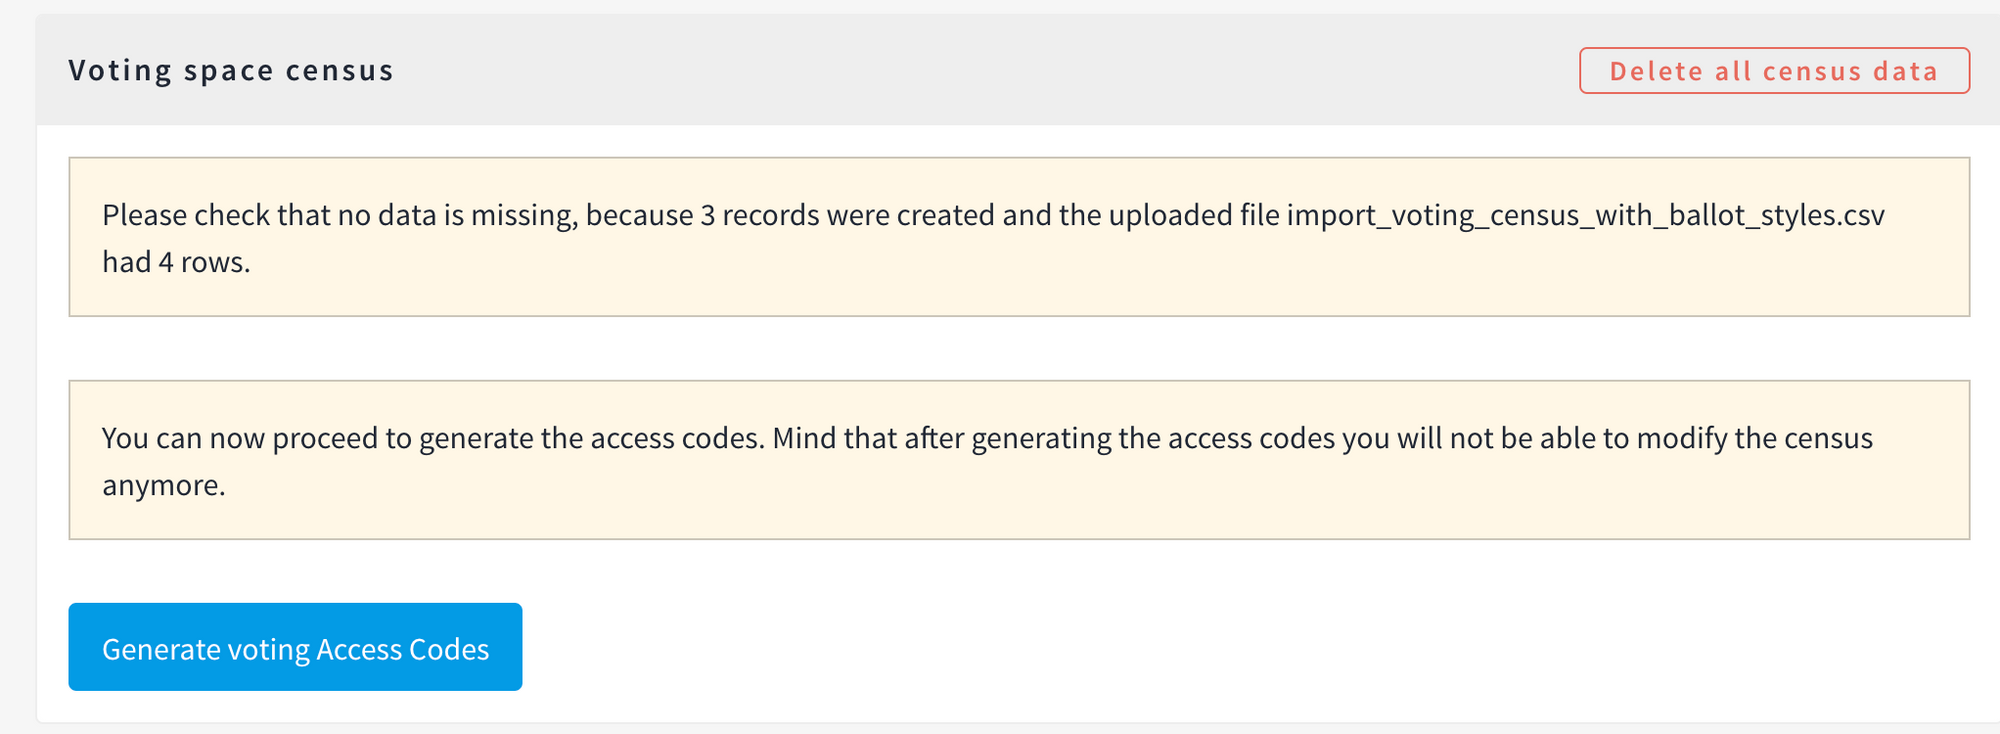 Voting space census
Delete all census data
Please check that no data is missing, because 3 records were created and the uploaded file import_voting_census_with_ballot_styles.csv
had 4 rows.
You can now proceed to generate the access codes. Mind that after generating the access codes you will not be able to modify the census
anymore.
Generate voting Access Codes